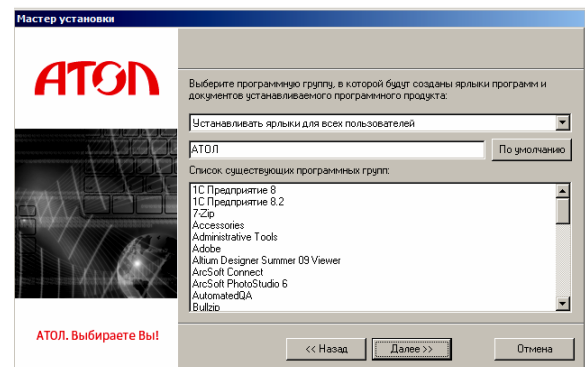 Мастер установки
АТОЛ
Выберите программную группу, в которой будут созданы ярлыки программ и
документов устанавливаемого программного продукта:
Устанавливать ярлыки для всех пользователей
АТОЛ
По умолчанию
Список существующих программных групп:
1С Предприятие 8
1С Предприятие 8.2
7-Zip
Accessories
Administrative Tools
Adobe
Altium Designer Summer 09 Viewer
ArcSoft Connect
ArcSoft PhotoStudio 6
AutomatedQA
Bullzip
АТОЛ. Выбираете Вы!
<< Назад
Далее >>
Отмена